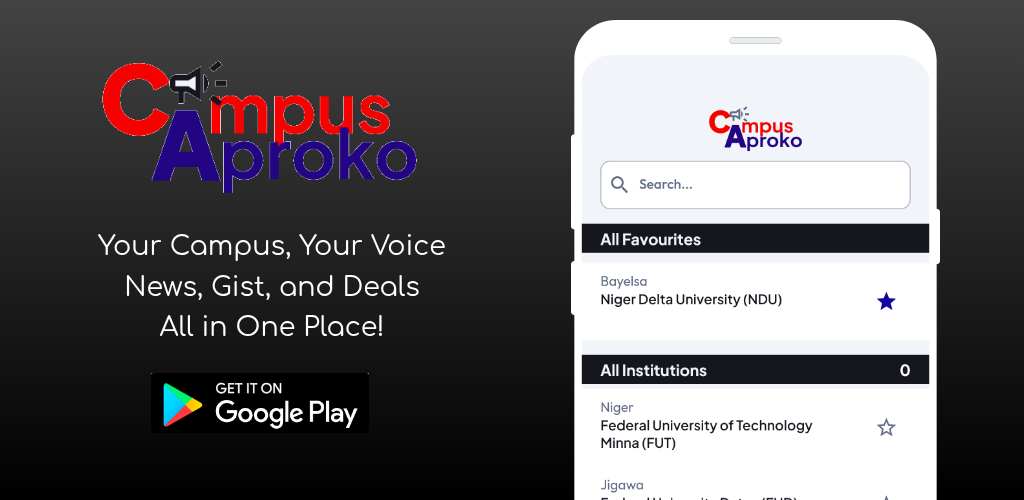 Campus
Aproko
Your Campus, Your Voice
News, Gist, and Deals
All in One Place!
GET IT ON
Google Play
Campus
Aproko
Search...
All Favourites
Bayelsa
Niger Delta University (NDU)
All Institutions 0
Niger
Federal University of Technology
Minna (FUT)
Jigawa